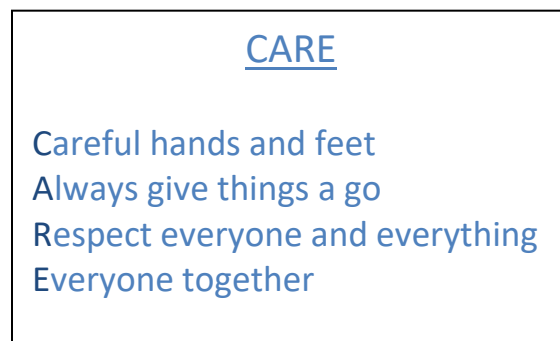 CARE
Careful hands and feet
Always give things a go
Respect everyone and everything
Everyone together